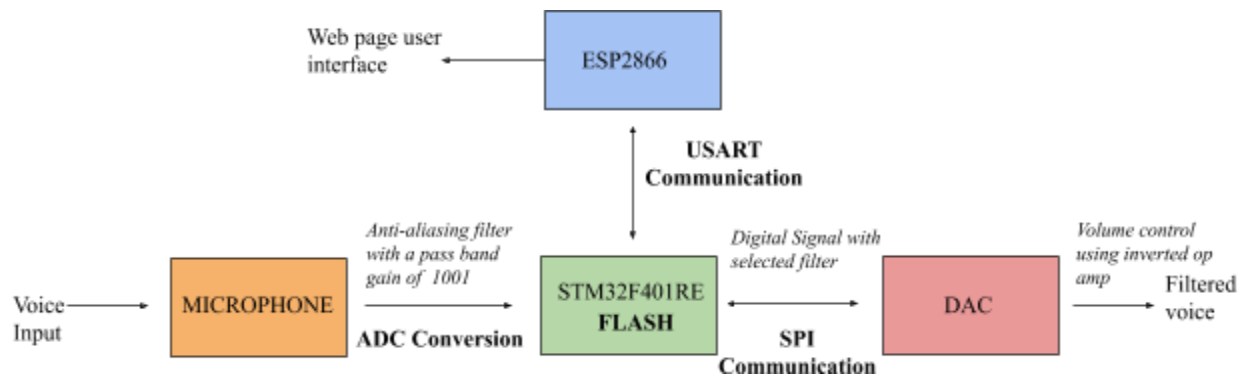 Web page user
interface
ESP2866
USART
Communication
Anti-aliasing filter
with a pass band
gain of 1001
Digital Signal with
selected filter
Volume control
using inverted op
amp
Voice
Input
MICROPHONE
ADC Conversion
STM32F401RE
FLASH
SPI
Communication
DAC
Filtered
voice